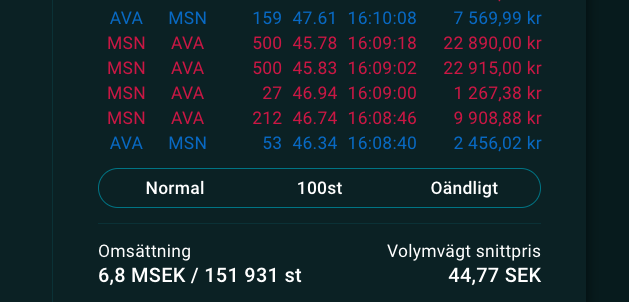 AVA MSN 159 47.61 16:10:08 7 569,99 kr
MSN AVA 500 45.78 16:09:18 22 890,00 kr
MSN AVA 500 45.83 16:09:02 22 915,00 kr
MSN AVA 27 46.94 16:09:00 1 267,38 kr
MSN AVA 212 46.74 16:08:46 9 908,88 kr
AVA MSN 53 46.34 16:08:40 2 456,02 kr
Normal 100st Oändligt
Omsättning Volymvägt snittpris
6,8 MSEK / 151 931 st 44,77 SEK